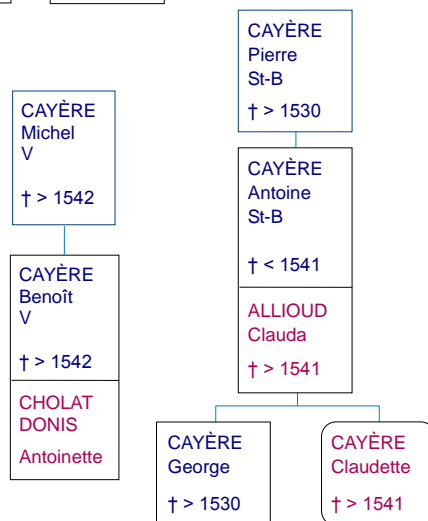 CAYÈRE
Pierre
St-B
† > 1530
CAYÈRE
Michel
V
† > 1542
CAYÈRE
Antoine
St-B
† < 1541
ALLIOUD
Clauda
† > 1541
CAYÈRE
Benoît
V
† > 1542
CHOLAT
DONIS
Antoinette
CAYÈRE
George
† > 1530
CAYÈRE
Claudette
† > 1541